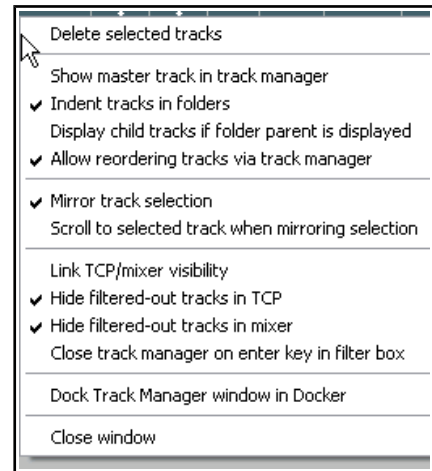 Delete selected tracks
Show master track in track manager
Indent tracks in folders
Display child tracks if folder parent is displayed
Allow reordering tracks via track manager
Mirror track selection
Scroll to selected track when mirroring selection
Link TCP/mixer visibility
Hide filtered-out tracks in TCP
Hide filtered-out tracks in mixer
Close track manager on enter key in filter box
Dock Track Manager window in Docker
Close window